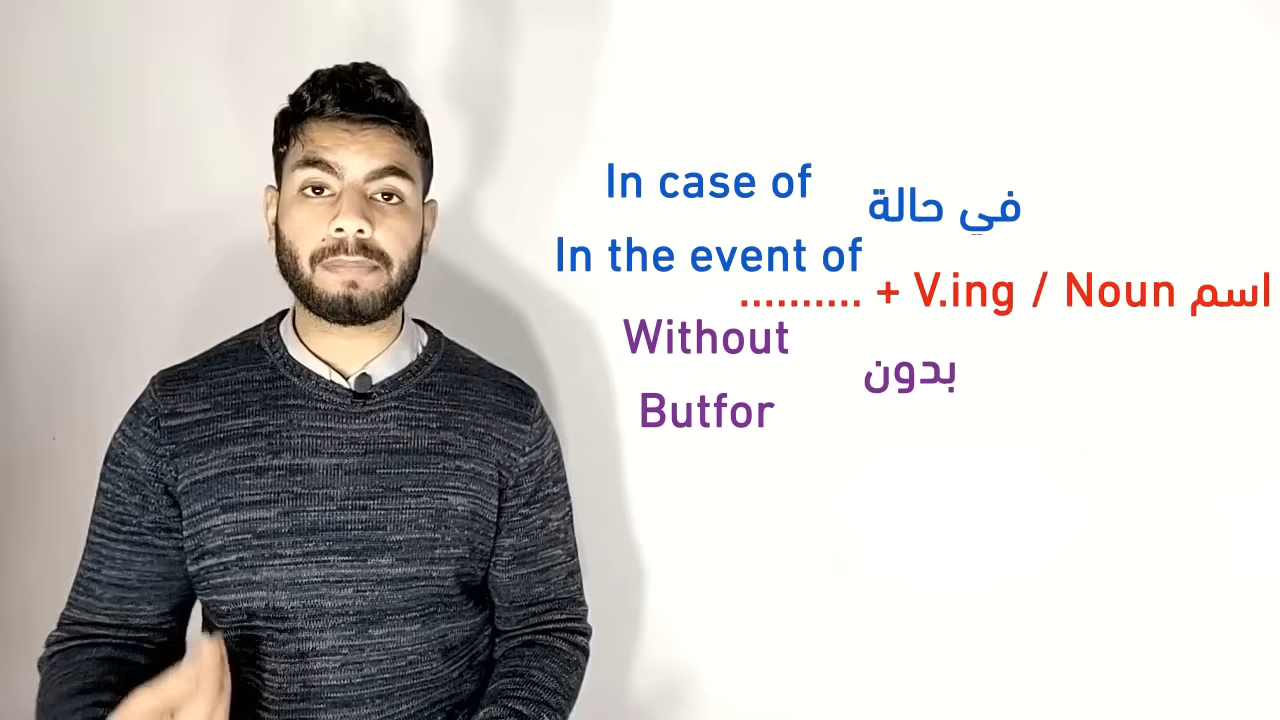 In case of
في حالة
In the event of
.......... + V.ing / Noun اسم
Without
بدون
Butfor